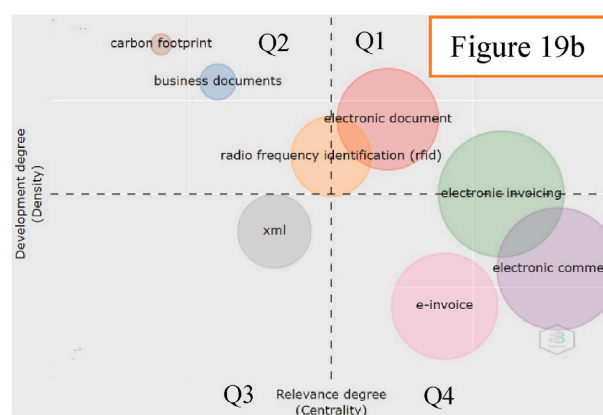 Figure 19b
Q2
Q1
carbon footprint
business documents
electronic document
radio frequency identification (rfid)
electronic invoicing
xml
electronic comme
e-invoice
Development degree
(Density)
Q3
Relevance degree
(Centrality)
Q4